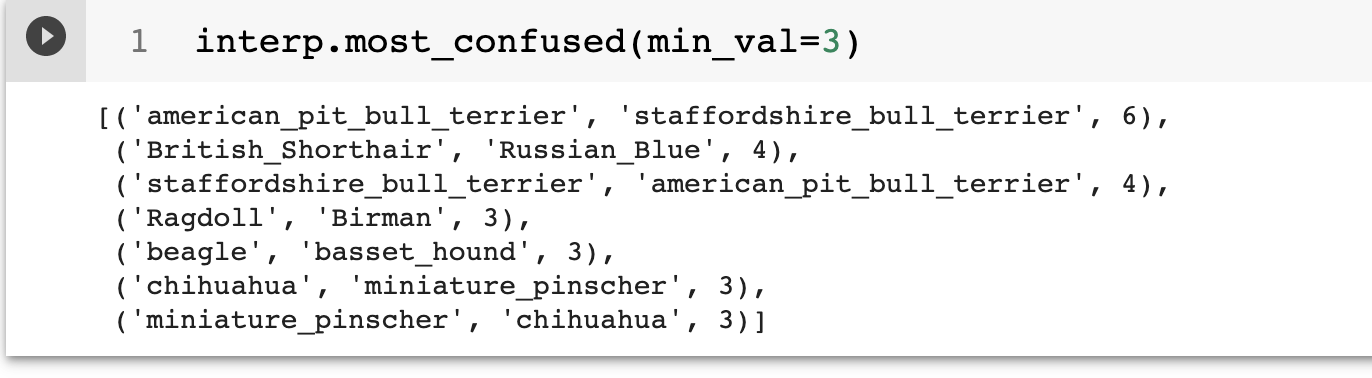 1 interp.most_confused(min_val=3)
[('american_pit_bull_terrier', 'staffordshire_bull_terrier', 6),
('British_Shorthair', 'Russian_Blue', 4),
('staffordshire_bull_terrier', 'american_pit_bull_terrier', 4),
('Ragdoll', 'Birman', 3),
('beagle', 'basset_hound', 3),
('chihuahua', 'miniature_pinscher', 3),
('miniature_pinscher', 'chihuahua', 3)]